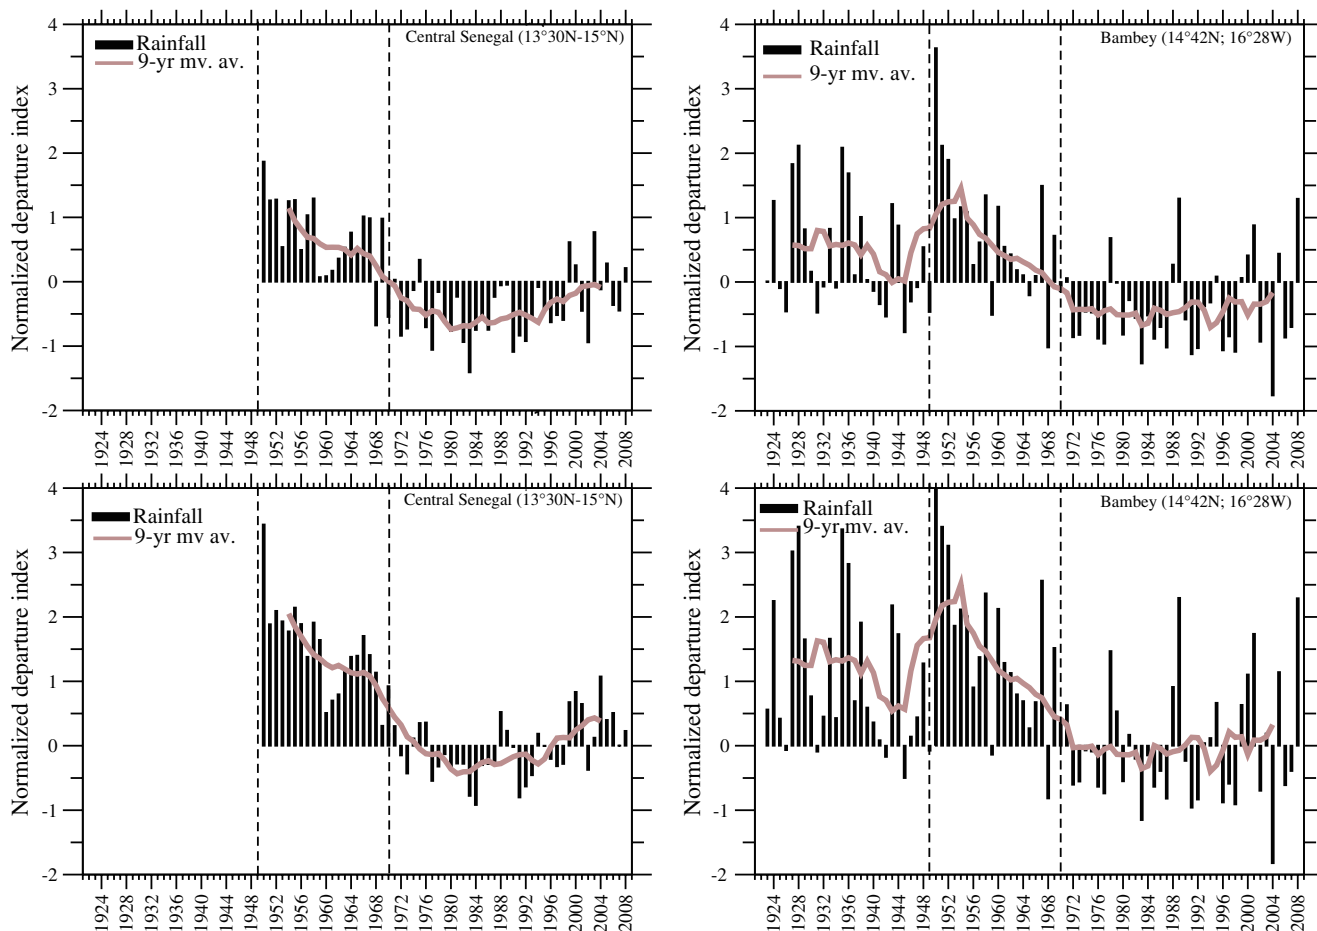 Central Senegal (13°30N-15°N)
Rainfall
9-yr mv. av.
Normalized departure index
4
3
2
1
0
-1
-2
1924 1928 1932 1936 1940 1944 1948 1952 1956 1960 1964 1968 1972 1976 1980 1984 1988 1992 1996 2000 2004 2008
Bambey (14°42N; 16°28W)
Rainfall
9-yr mv. av.
Normalized departure index
4
3
2
1
0
-1
-2
1924 1928 1932 1936 1940 1944 1948 1952 1956 1960 1964 1968 1972 1976 1980 1984 1988 1992 1996 2000 2004 2008
Central Senegal (13°30N-15°N)
Rainfall
9-yr mv av.
Normalized departure index
4
3
2
1
0
-1
-2
1924 1928 1932 1936 1940 1944 1948 1952 1956 1960 1964 1968 1972 1976 1980 1984 1988 1992 1996 2000 2004 2008
Bambey (14°42N; 16°28W)
Rainfall
9-yr mv. av.
Normalized departure index
4
3
2
1
0
-1
-2
1924 1928 1932 1936 1940 1944 1948 1952 1956 1960 1964 1968 1972 1976 1980 1984 1988 1992 1996 2000 2004 2008